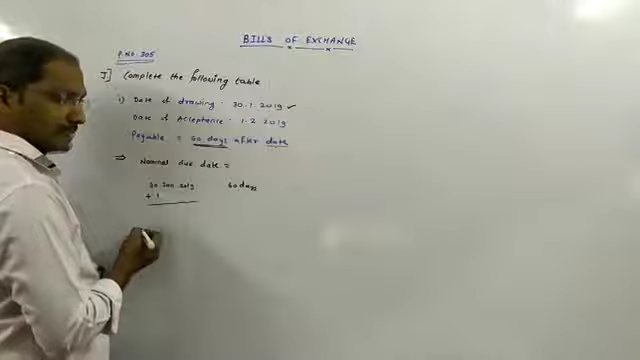 BILLS OF EXCHANGE
P.NO. 305
I] Complete the following table
1) Date of drawing : 30.1.2019 ✓
Date of Acceptance : 1.2.2019
Payable = 60 days after date
⇒ Nominal due date =
30 Jan 2019 60 days
+ 1